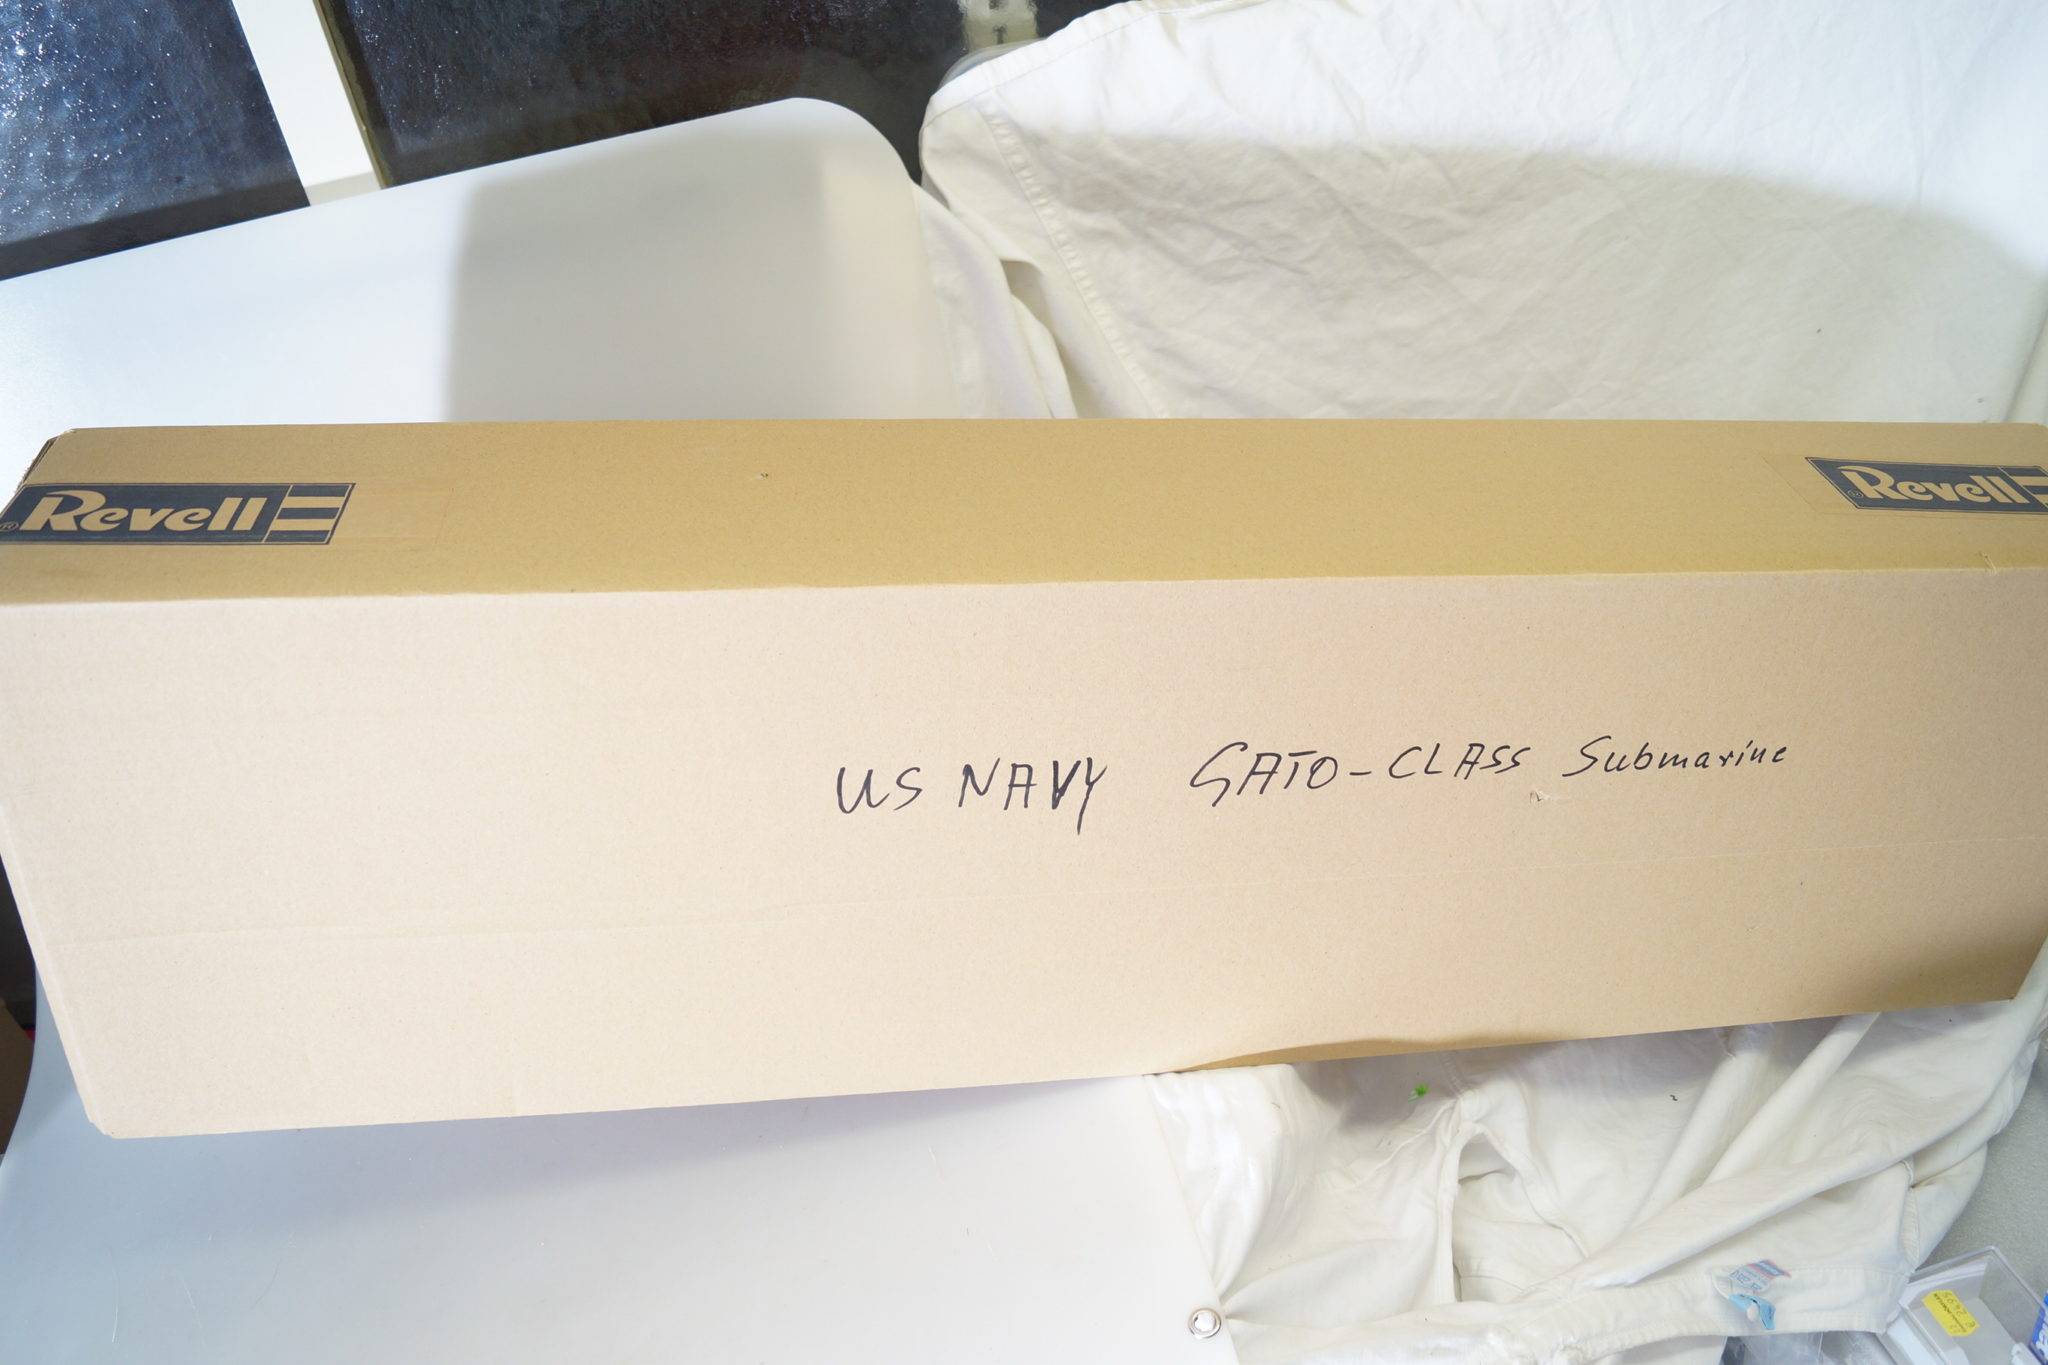 Revell
Revell
US NAVY GATO-CLASS Submarine